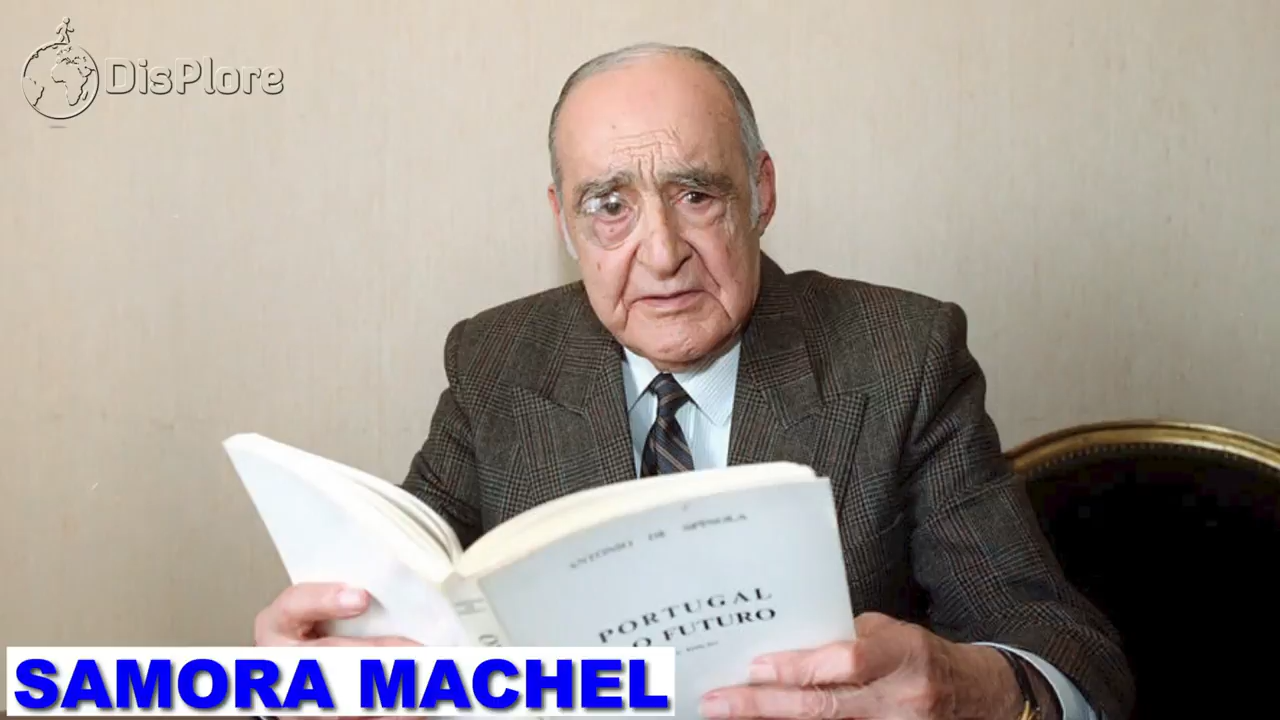 DisPlore
ANTÓNIO DE SPÍNOLA
PORTUGAL
O FUTURO
SAMORA MACHEL